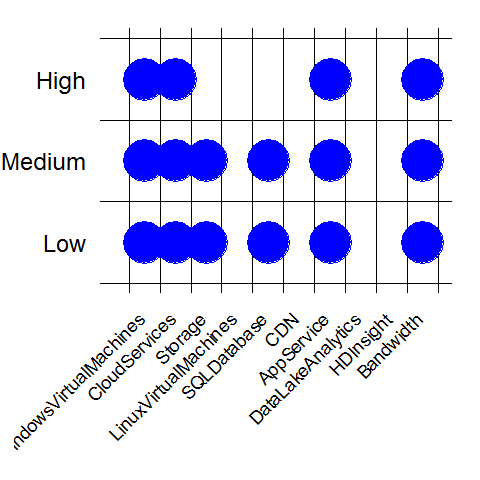 High
Medium
Low
ndowsVirtualMachines
CloudServices
Storage
LinuxVirtualMachines
SQLDatabase
CDN
AppService
DataLakeAnalytics
HDInsight
Bandwidth